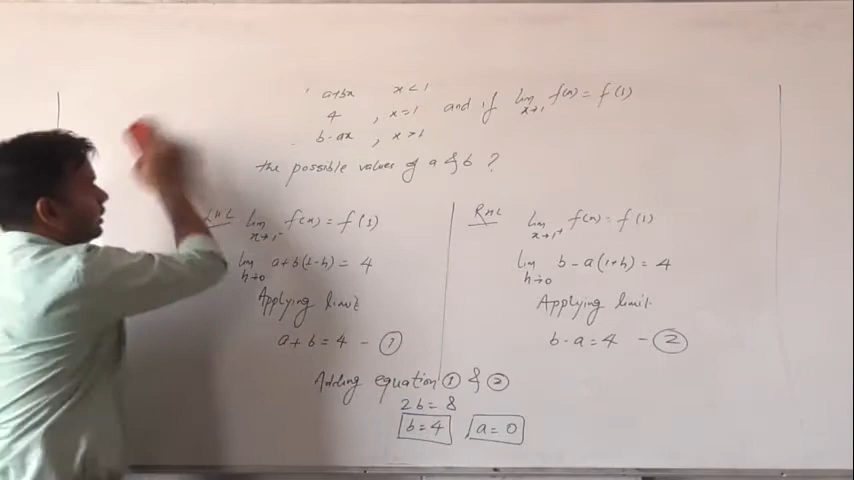 a+bx x<1
4 , x=1 and if lim x→1 f(x) = f(1)
b-ax , x>1
the possible values of a & b ?
LHL lim x→1⁻ f(x) = f(1)
lim h→0 a+b(1-h) = 4
Applying limit
a+b=4 - ①
RHL lim x→1⁺ f(x) = f(1)
lim h→0 b-a(1+h) = 4
Applying limit
b-a=4 - ②
Adding equation ① & ②
2b=8
b=4 a=0